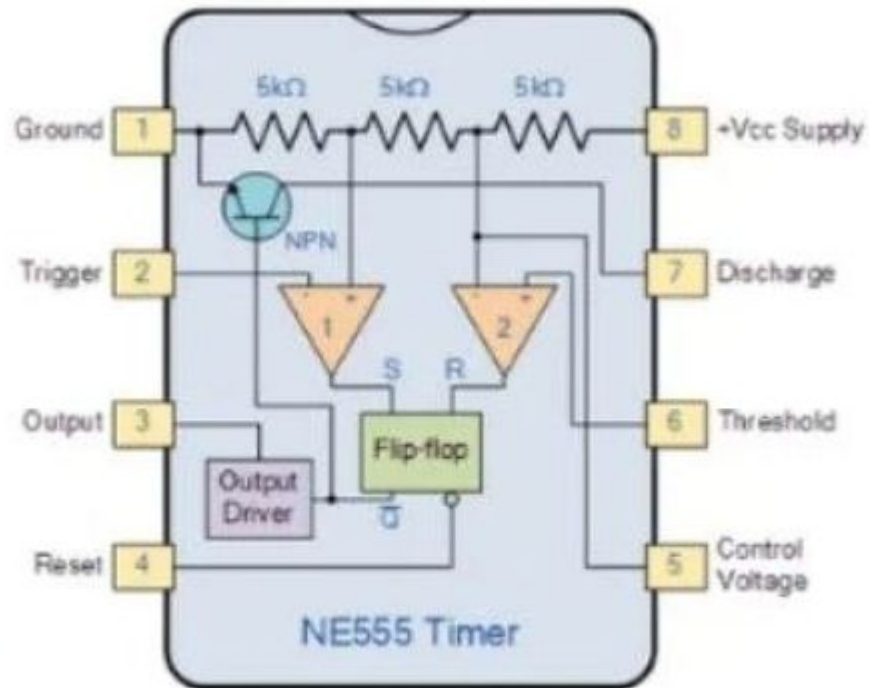 5kΩ 5kΩ 5kΩ
Ground 1
8 +Vcc Supply
NPN
Trigger 2
7 Discharge
- +
1
- +
2
S R
Output 3
6 Threshold
Flip-flop
Output
Driver
Q̅
Reset 4
5 Control
Voltage
NE555 Timer